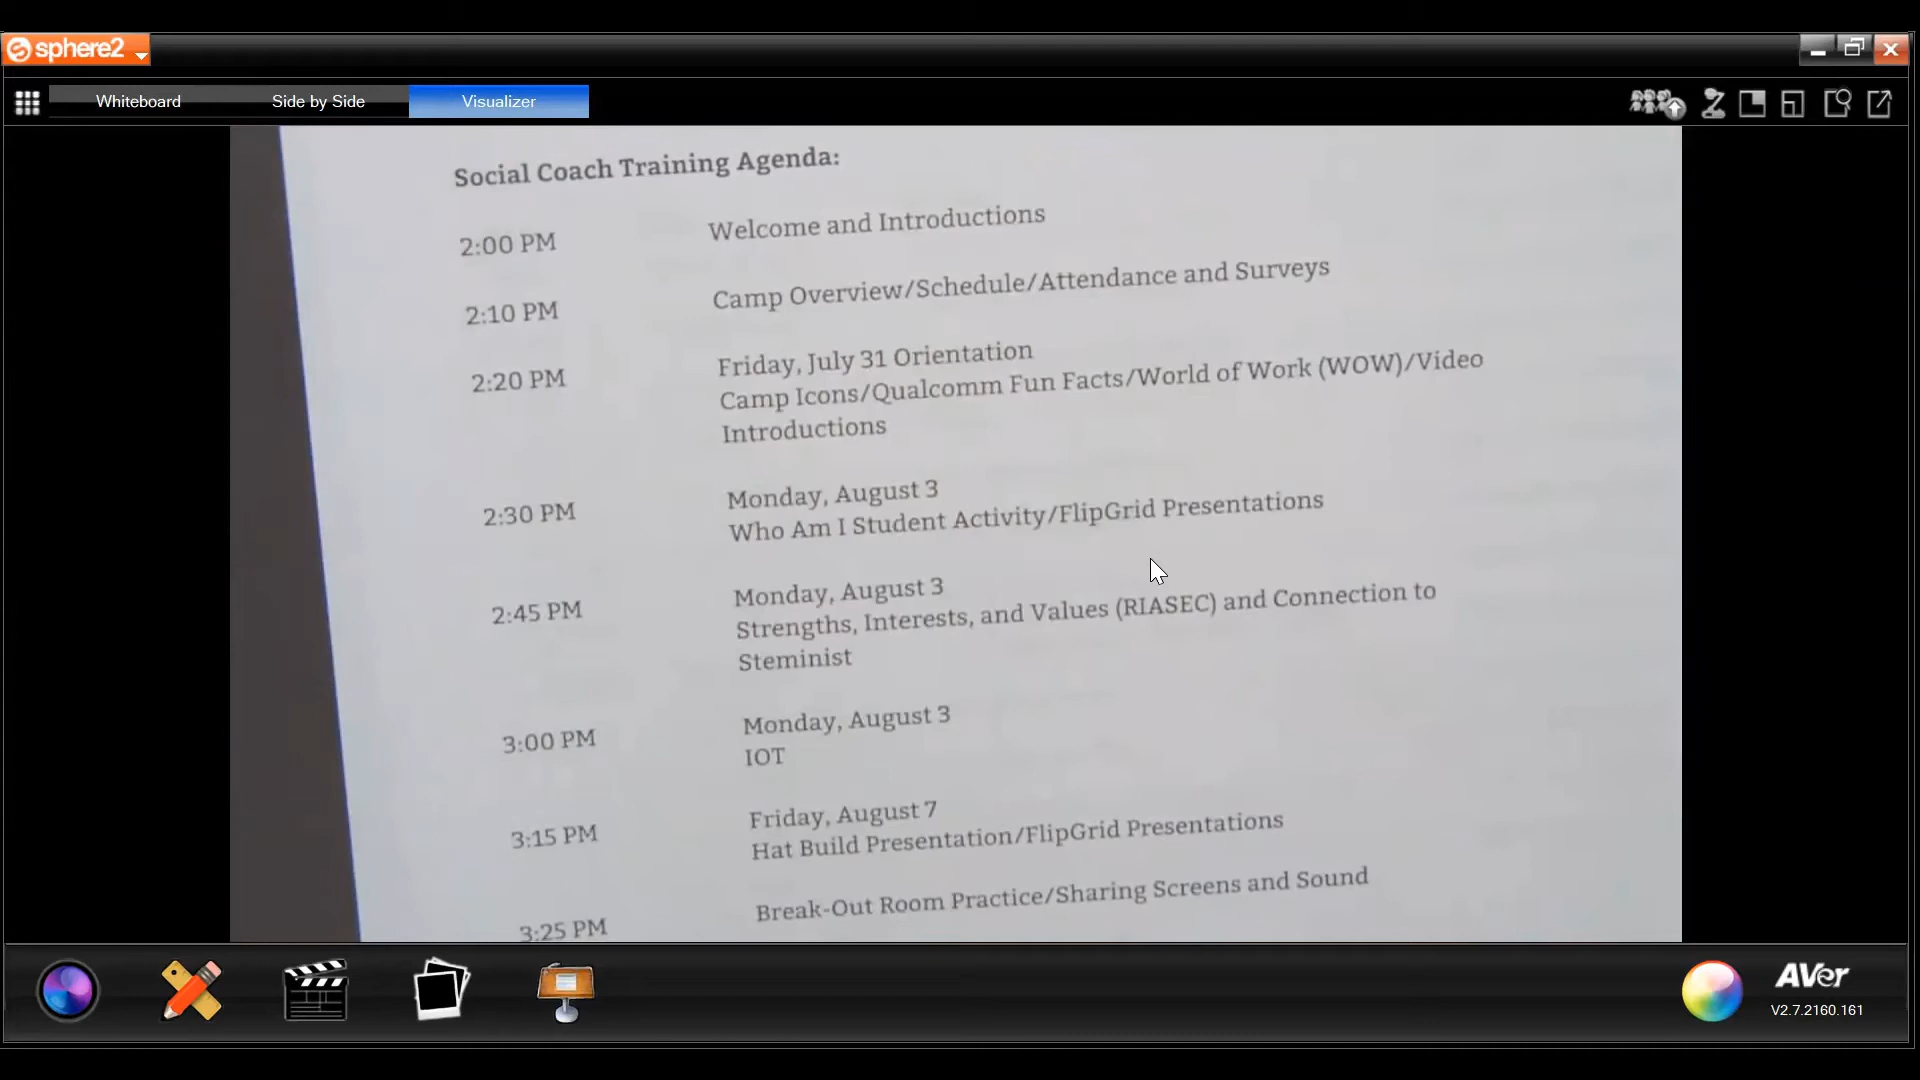 sphere2
Whiteboard
Side by Side
Visualizer
Social Coach Training Agenda:
2:00 PM Welcome and Introductions
2:10 PM Camp Overview/Schedule/Attendance and Surveys
2:20 PM Friday, July 31 Orientation
Camp Icons/Qualcomm Fun Facts/World of Work (WOW)/Video
Introductions
2:30 PM Monday, August 3
Who Am I Student Activity/FlipGrid Presentations
2:45 PM Monday, August 3
Strengths, Interests, and Values (RIASEC) and Connection to
Steminist
3:00 PM Monday, August 3
IOT
3:15 PM Friday, August 7
Hat Build Presentation/FlipGrid Presentations
3:25 PM Break-Out Room Practice/Sharing Screens and Sound
AVer
V2.7.2160.161